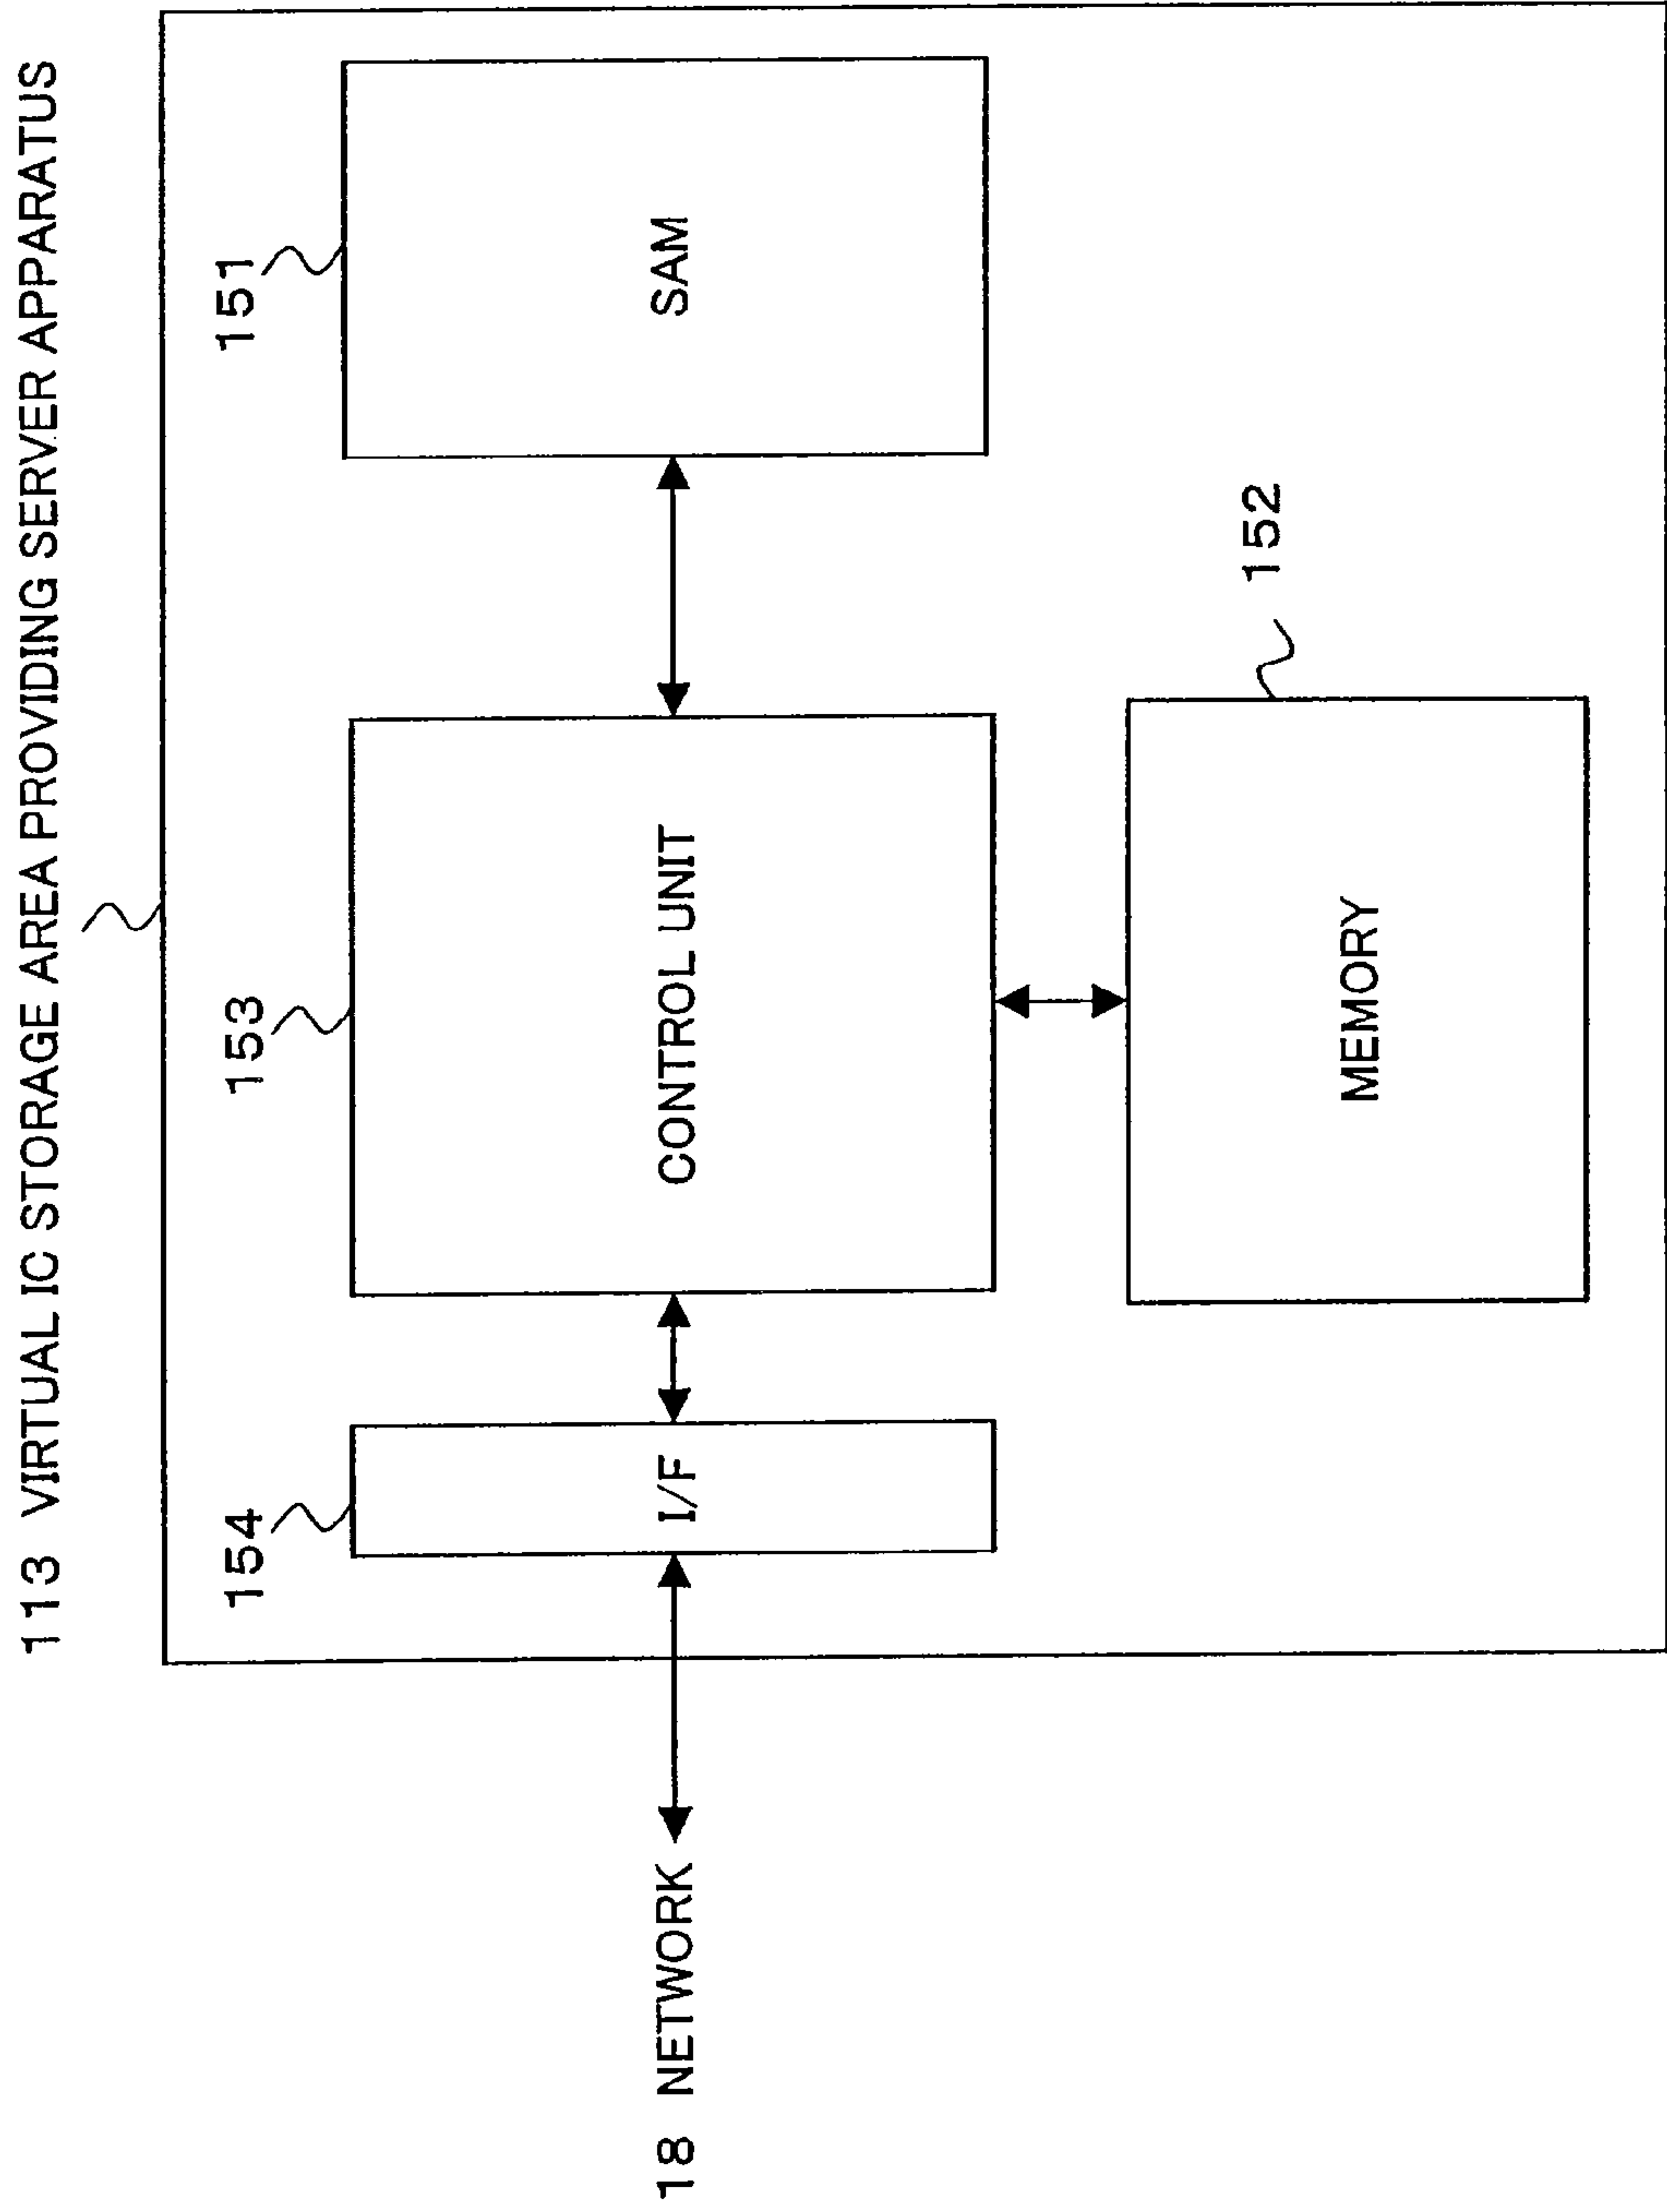 113 VIRTUAL IC STORAGE AREA PROVIDING SERVER APPARATUS
154
153
151
18 NETWORK
I/F
CONTROL UNIT
SAM
152
MEMORY